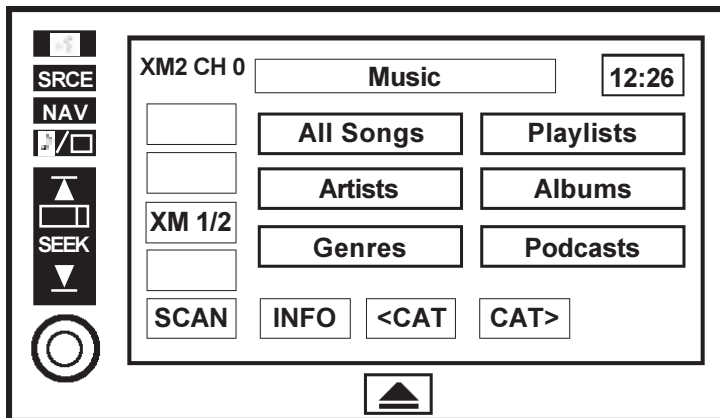 SRCE
NAV
SEEK
XM2 CH 0
Music
12:26
All Songs
Playlists
Artists
Albums
XM 1/2
Genres
Podcasts
SCAN
INFO
<CAT
CAT>